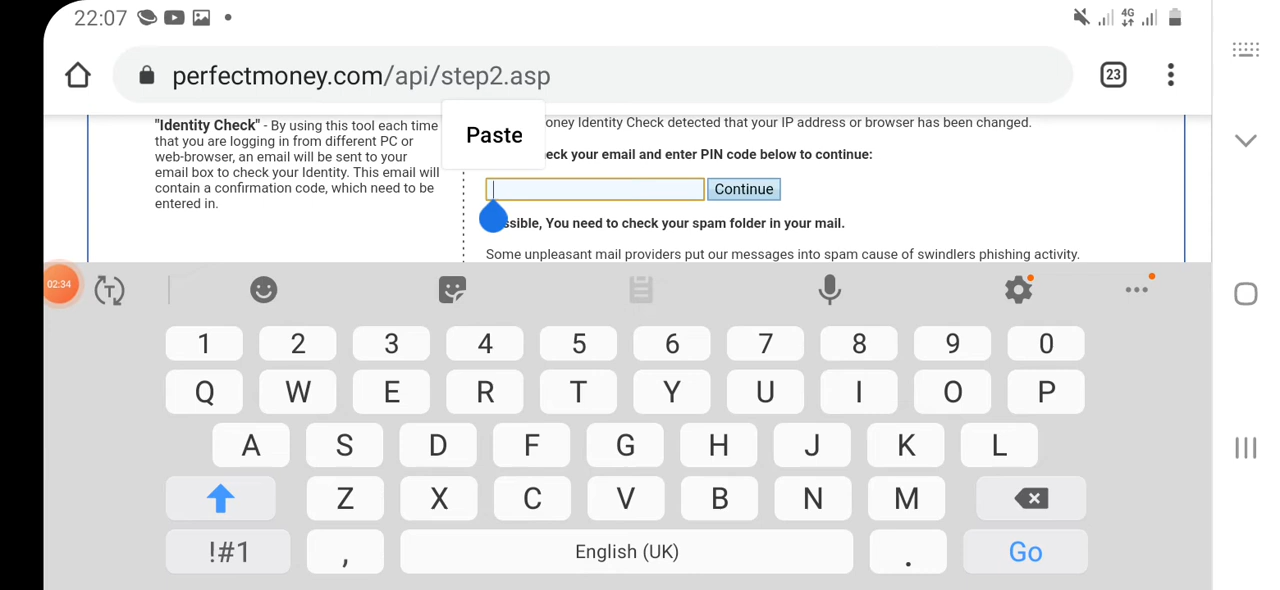 22:07
4G
perfectmoney.com/api/step2.asp
23
"Identity Check" - By using this tool each time
that you are logging in from different PC or
web-browser, an email will be sent to your
email box to check your Identity. This email will
contain a confirmation code, which need to be
entered in.
Paste
oney Identity Check detected that your IP address or browser has been changed.
eck your email and enter PIN code below to continue:
Continue
ssible, You need to check your spam folder in your mail.
Some unpleasant mail providers put our messages into spam cause of swindlers phishing activity.
02:34
T
1 2 3 4 5 6 7 8 9 0
Q W E R T Y U I O P
A S D F G H J K L
Z X C V B N M
!#1 , English (UK) . Go